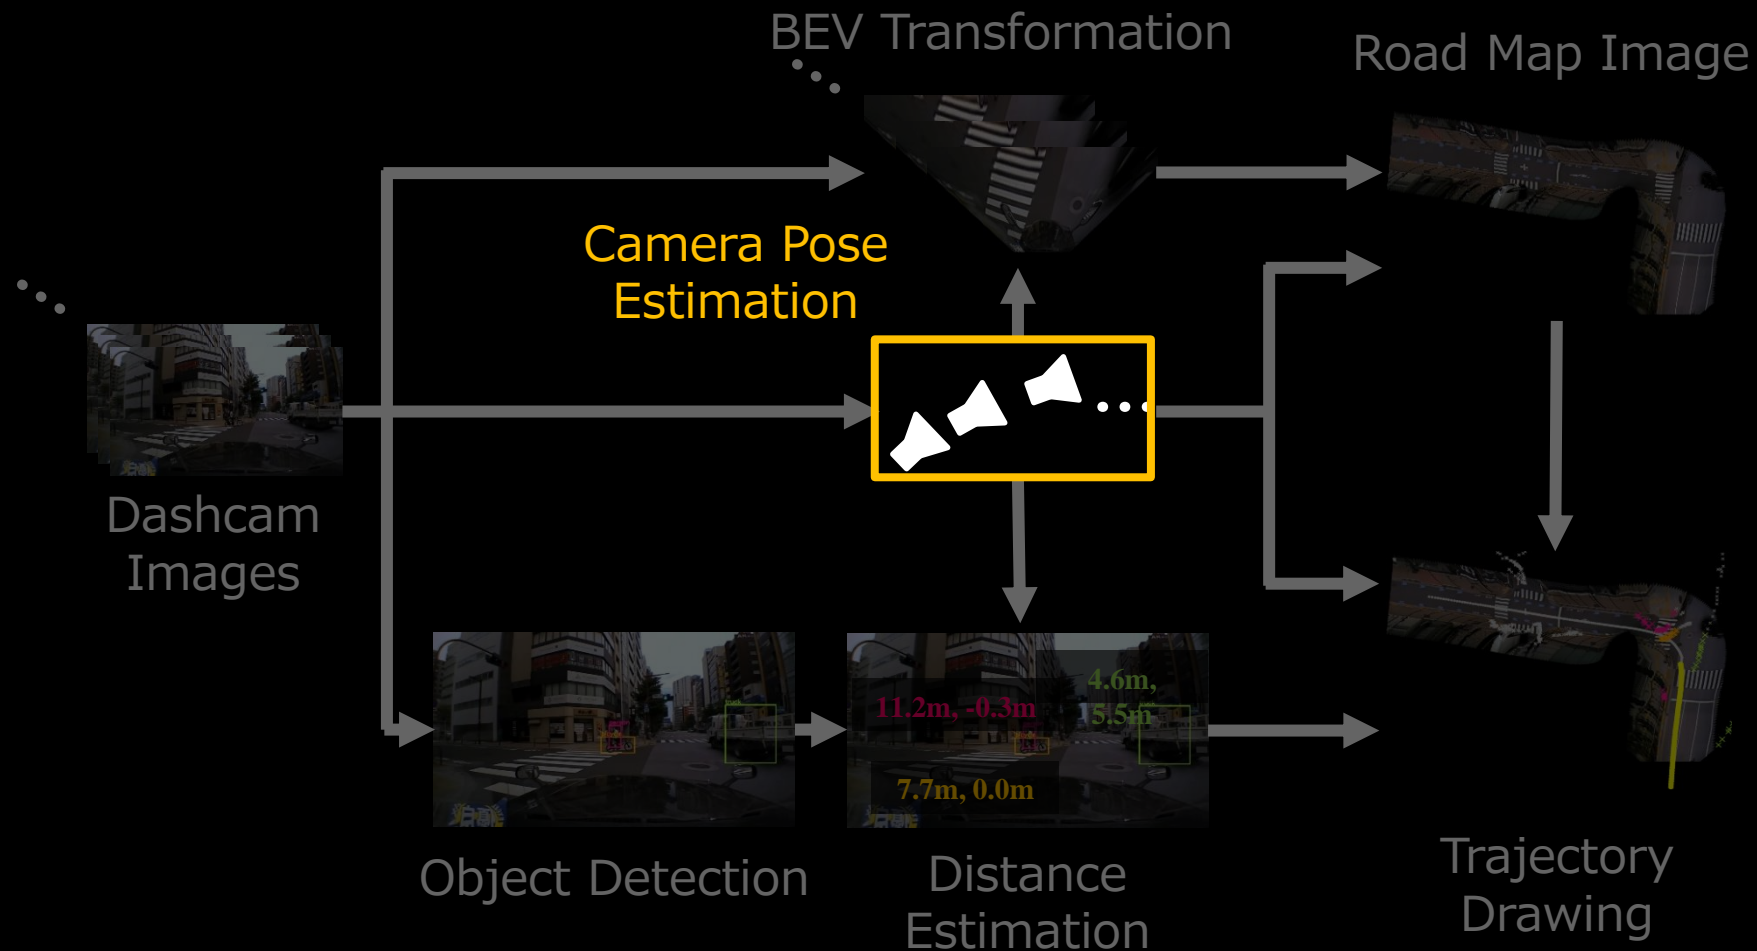 BEV Transformation
Road Map Image
Camera Pose
Estimation
Dashcam
Images
11.2m, -0.3m
4.6m,
5.5m
7.7m, 0.0m
Object Detection
Distance
Estimation
Trajectory
Drawing